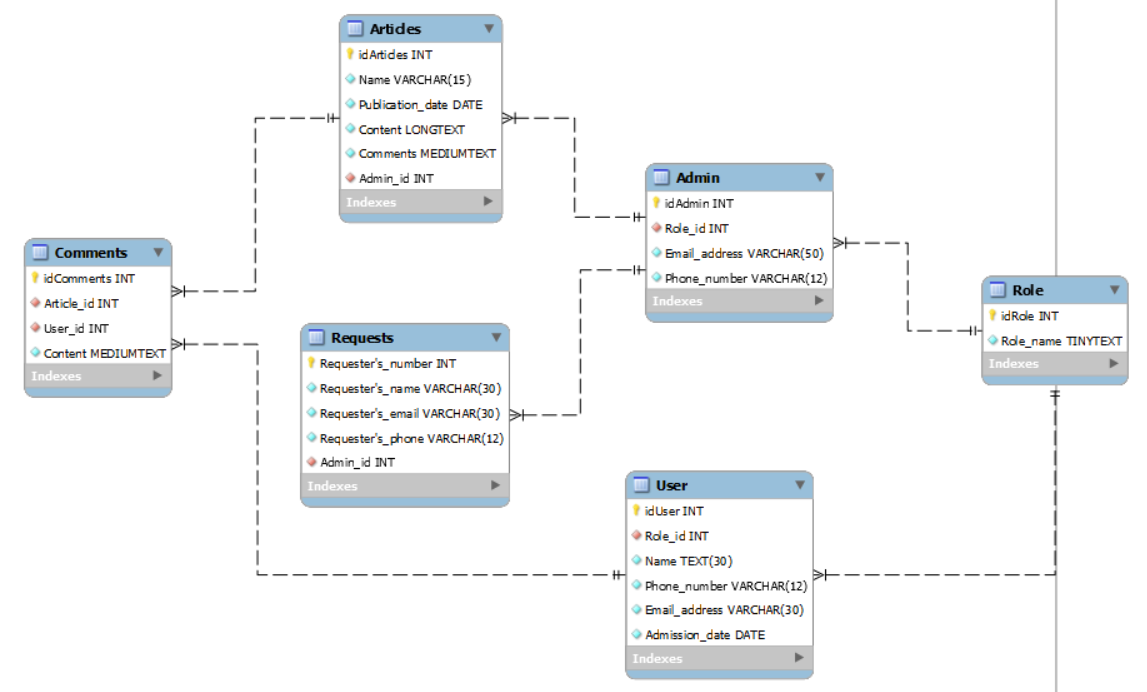 Articles
idArticles INT
Name VARCHAR(15)
Publication_date DATE
Content LONGTEXT
Comments MEDIUMTEXT
Admin_id INT
Indexes
Admin
idAdmin INT
Role_id INT
Email_address VARCHAR(50)
Phone_number VARCHAR(12)
Indexes
Comments
idComments INT
Article_id INT
User_id INT
Content MEDIUMTEXT
Indexes
Role
idRole INT
Role_name TINYTEXT
Indexes
Requests
Requester's_number INT
Requester's_name VARCHAR(30)
Requester's_email VARCHAR(30)
Requester's_phone VARCHAR(12)
Admin_id INT
Indexes
User
idUser INT
Role_id INT
Name TEXT(30)
Phone_number VARCHAR(12)
Email_address VARCHAR(30)
Admission_date DATE
Indexes